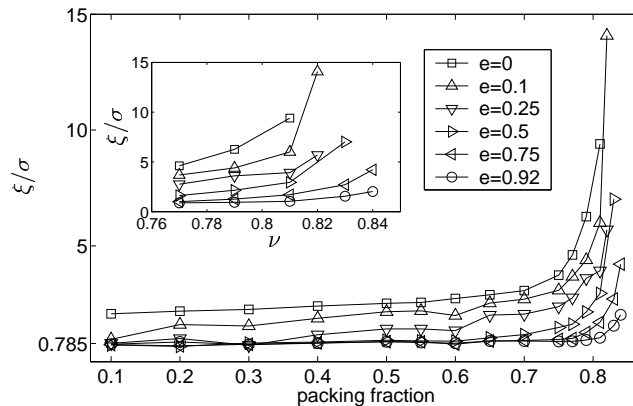 15
10
5
0.785
ξ/σ
0.1
0.2
0.3
0.4
0.5
0.6
0.7
0.8
packing fraction
15
10
5
0
ξ/σ
0.76
0.78
0.8
0.82
0.84
ν
e=0
e=0.1
e=0.25
e=0.5
e=0.75
e=0.92